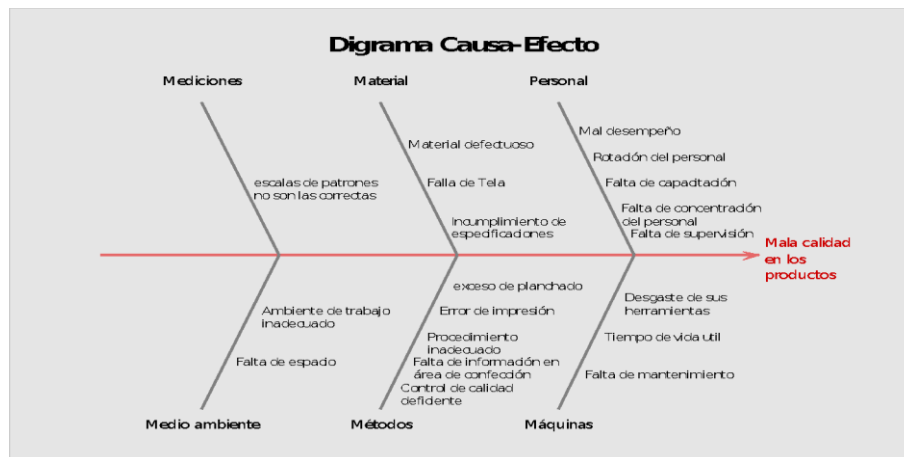 Digrama Causa-Efecto
Mediciones
Material
Personal
escalas de patrones
no son las correctas
Material defectuoso
Falla de Tela
Incumplimiento de
especificaciones
Mal desempeño
Rotación del personal
Falta de capacitación
Falta de concentración
del personal
Falta de supervisión
Mala calidad
en los
productos
Ambiente de trabajo
inadecuado
Falta de espacio
exceso de planchado
Error de impresión
Procedimiento
inadecuado
Falta de información en
área de confección
Control de calidad
deficiente
Desgaste de sus
herramientas
Tiempo de vida util
Falta de mantenimiento
Medio ambiente
Métodos
Máquinas